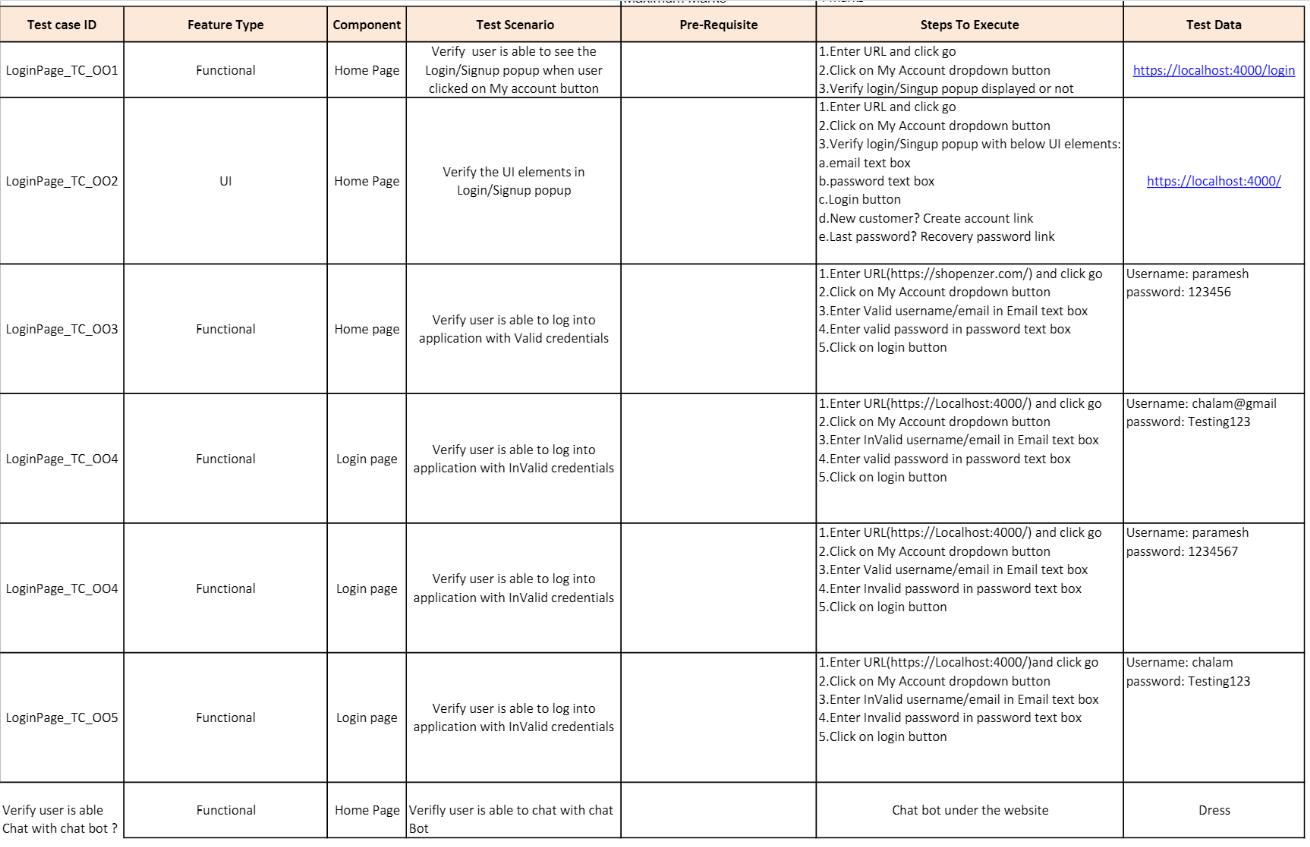 Maximum Marks
Test case ID Feature Type Component Test Scenario Pre-Requisite Steps To Execute Test Data
LoginPage_TC_OO1
Functional
Home Page
Verify user is able to see the
Login/Signup popup when user
clicked on My account button
1.Enter URL and click go
2.Click on My Account dropdown button
3.Verify login/Singup popup displayed or not
https://localhost:4000/login
LoginPage_TC_OO2
UI
Home Page
Verify the UI elements in
Login/Signup popup
1.Enter URL and click go
2.Click on My Account dropdown button
3.Verify login/Singup popup with below UI elements:
a.email text box
b.password text box
c.Login button
d.New customer? Create account link
e.Last password? Recovery password link
https://localhost:4000/
LoginPage_TC_OO3
Functional
Home page
Verify user is able to log into
application with Valid credentials
1.Enter URL(https://shopenzer.com/) and click go
2.Click on My Account dropdown button
3.Enter Valid username/email in Email text box
4.Enter valid password in password text box
5.Click on login button
Username: paramesh
password: 123456
LoginPage_TC_OO4
Functional
Login page
Verify user is able to log into
application with InValid credentials
1.Enter URL(https://Localhost:4000/) and click go
2.Click on My Account dropdown button
3.Enter InValid username/email in Email text box
4.Enter valid password in password text box
5.Click on login button
Username: chalam@gmail
password: Testing123
LoginPage_TC_OO4
Functional
Login page
Verify user is able to log into
application with InValid credentials
1.Enter URL(https://Localhost:4000/) and click go
2.Click on My Account dropdown button
3.Enter Valid username/email in Email text box
4.Enter Invalid password in password text box
5.Click on login button
Username: paramesh
password: 1234567
LoginPage_TC_OO5
Functional
Login page
Verify user is able to log into
application with InValid credentials
1.Enter URL(https://Localhost:4000/)and click go
2.Click on My Account dropdown button
3.Enter InValid username/email in Email text box
4.Enter Invalid password in password text box
5.Click on login button
Username: chalam
password: Testing123
Verify user is able
Chat with chat bot ?
Functional
Home Page
Verifly user is able to chat with chat
Bot
Chat bot under the website
Dress